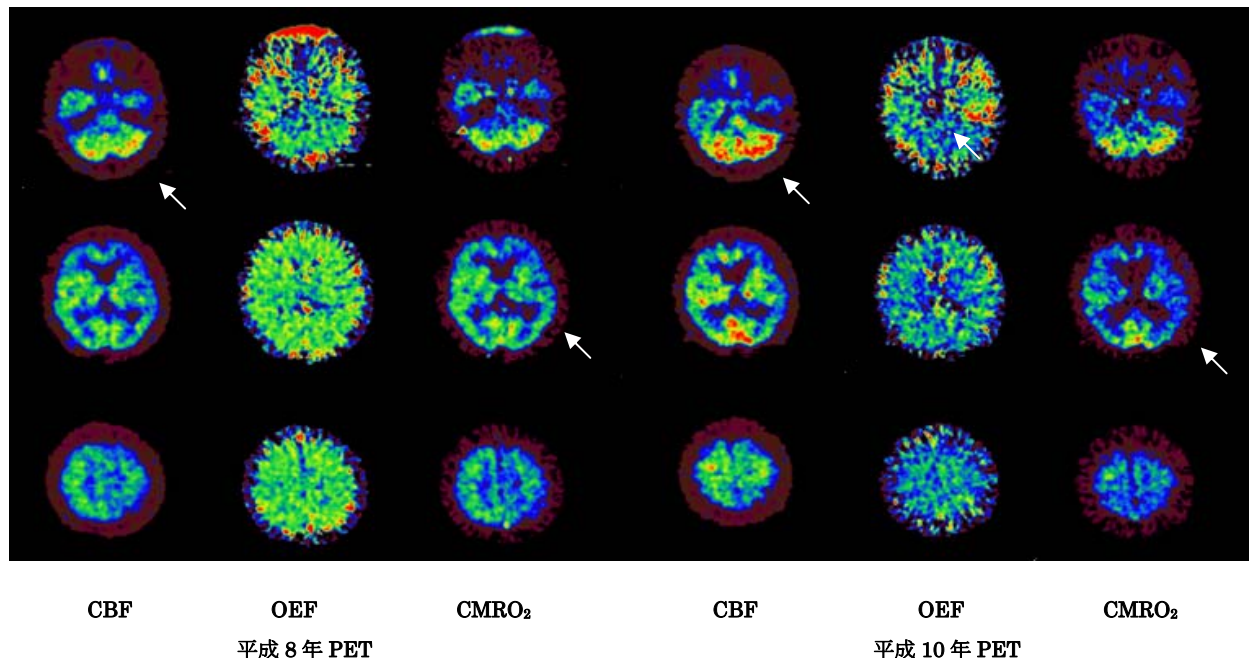 CBF OEF CMRO₂ CBF OEF CMRO₂
平成 8 年 PET 平成 10 年 PET